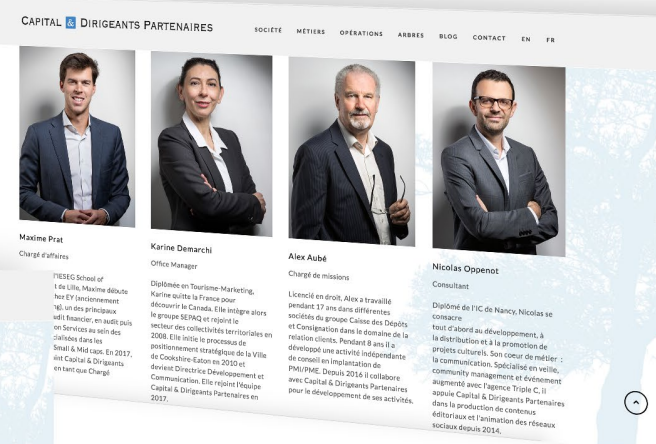 CAPITAL & DIRIGEANTS PARTENAIRES
SOCIÉTÉ MÉTIERS OPÉRATIONS ARBRES BLOG CONTACT EN FR
Maxime Prat
Chargé d'affaires
IESEG School of
t de Lille, Maxime débute
hez EY (anciennement
ng), un des principaux
udit financier, en audit puis
on Services au sein des
cialisées dans les
Small & Mid caps. En 2017,
int Capital & Dirigeants
en tant que Chargé
Karine Demarchi
Office Manager
Diplômée en Tourisme-Marketing,
Karine quitte la France pour
découvrir le Canada. Elle intègre alors
le groupe SEPAQ et rejoint le
secteur des collectivités territoriales en
2008. Elle initie le processus de
positionnement stratégique de la Ville
de Cookshire-Eaton en 2010 et
devient Directrice Développement et
Communication. Elle rejoint l'équipe
Capital & Dirigeants Partenaires en
2017.
Alex Aubé
Chargé de missions
Licencié en droit, Alex a travaillé
pendant 17 ans dans différentes
sociétés du groupe Caisse des Dépôts
et Consignation dans le domaine de la
relation clients. Pendant 8 ans il a
développé une activité indépendante
de conseil en implantation de
PMI/PME. Depuis 2016 il collabore
avec Capital & Dirigeants Partenaires
pour le développement de ses activités.
Nicolas Oppenot
Consultant
Diplômé de l'IC de Nancy, Nicolas se
consacre
tout d'abord au développement, à
la distribution et à la promotion de
projets culturels. Son coeur de métier :
la communication. Spécialisé en veille,
community management et événement
augmenté avec l'agence Triple C, il
appuie Capital & Dirigeants Partenaires
dans la production de contenus
éditoriaux et l'animation des réseaux
sociaux depuis 2014.